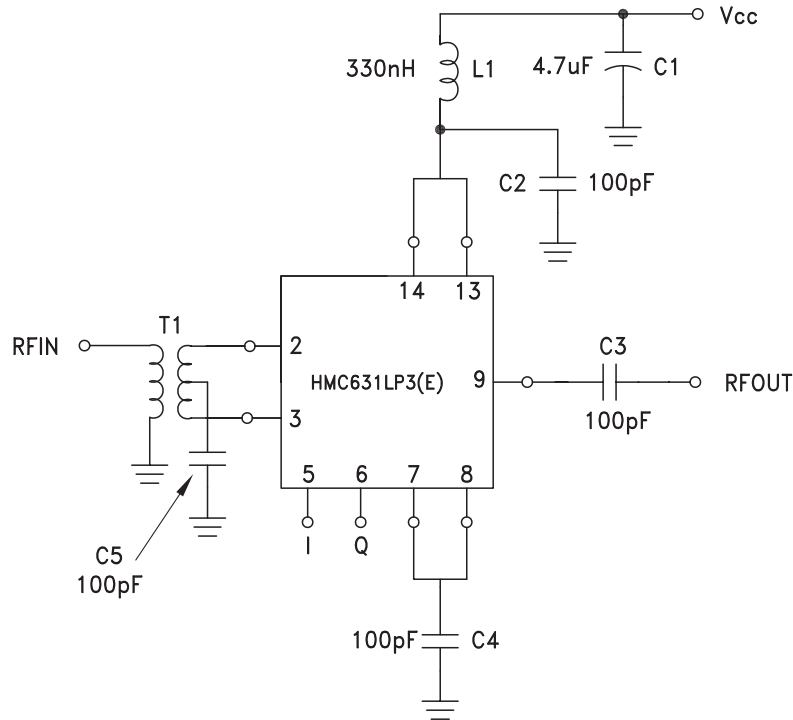 Vcc
330nH
L1
4.7uF
C1
C2
100pF
14
13
T1
RFIN
2
HMC631LP3(E)
9
C3
RFOUT
100pF
3
5
6
7
8
I
Q
C5
100pF
100pF
C4